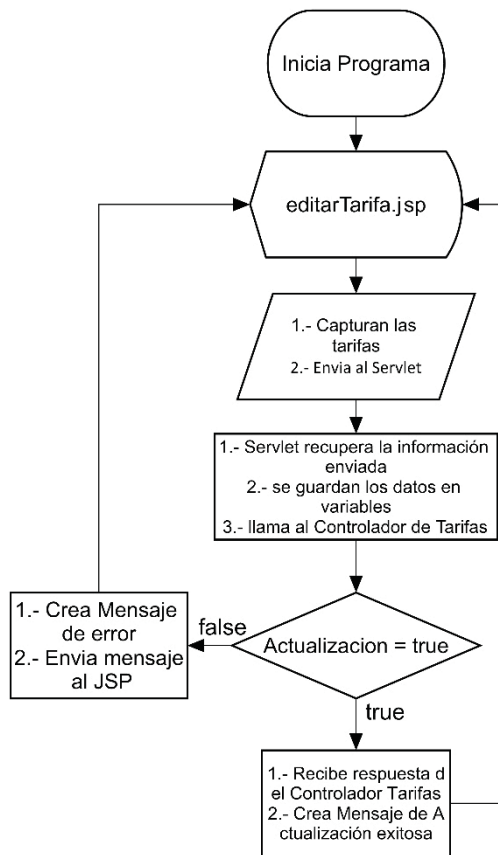 Inicia Programa
editarTarifa.jsp
1.- Capturan las
tarifas
2.- Envia al Servlet
1.- Servlet recupera la información
enviada
2.- se guardan los datos en
variables
3.- llama al Controlador de Tarifas
1.- Crea Mensaje
de error
2.- Envia mensaje
al JSP
false
Actualizacion = true
true
1.- Recibe respuesta d
el Controlador Tarifas
2.- Crea Mensaje de A
ctualización exitosa